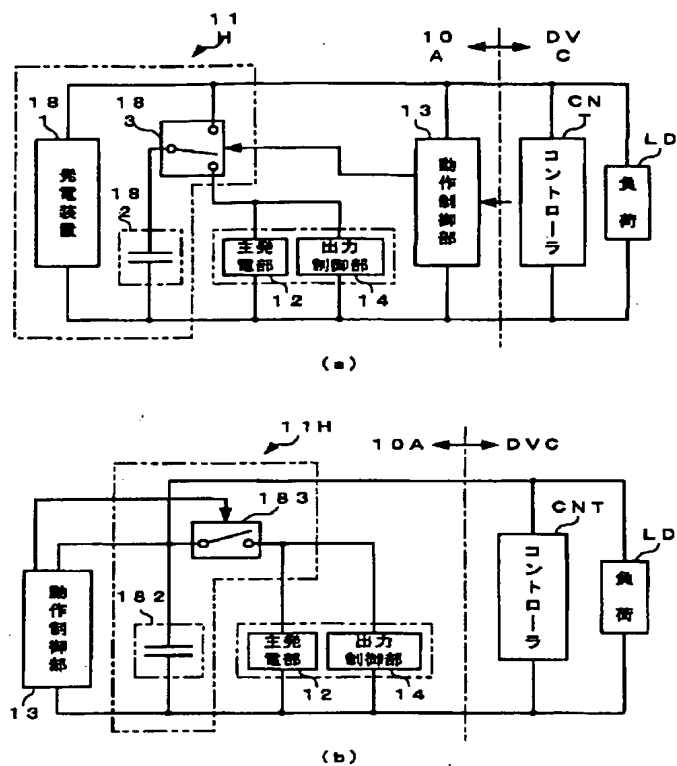 11H
10A
DVC
CNT
LD
181
発電装置
183
182
主発電部
12
出力制御部
14
13
動作制御部
コントローラ
負荷
(a)
11H
10A
DVC
CNT
LD
183
動作制御部
13
182
主発電部
12
出力制御部
14
コントローラ
負荷
(b)